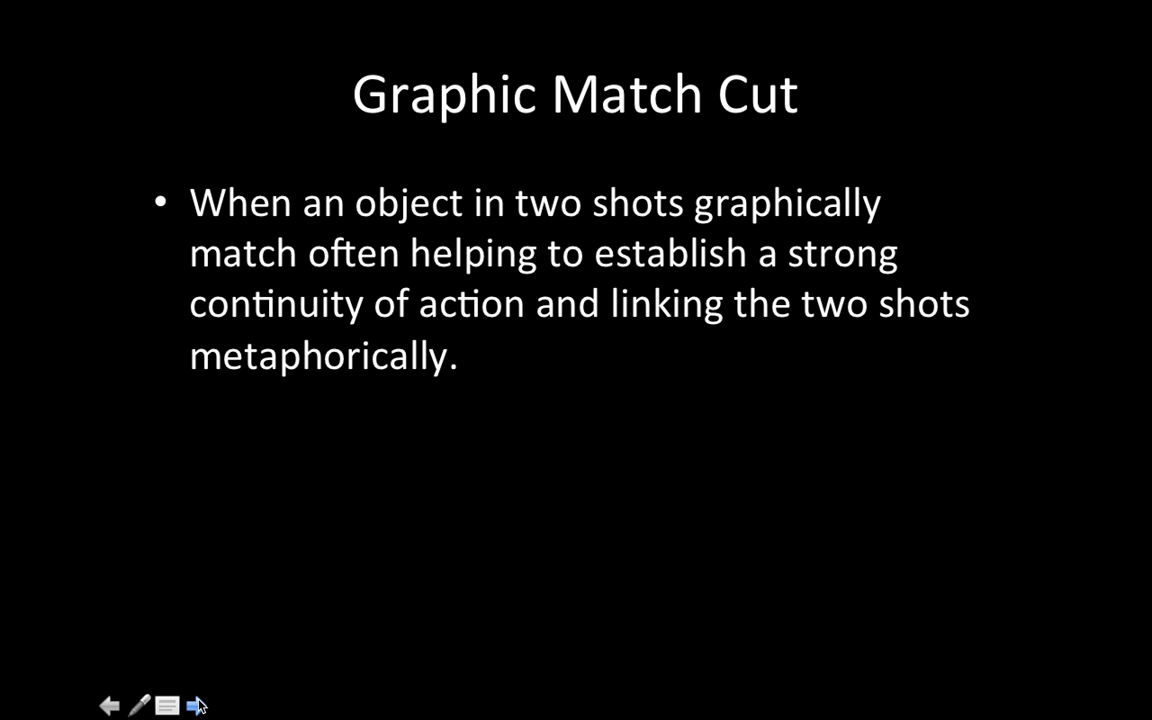 Graphic Match Cut
• When an object in two shots graphically
match often helping to establish a strong
continuity of action and linking the two shots
metaphorically.